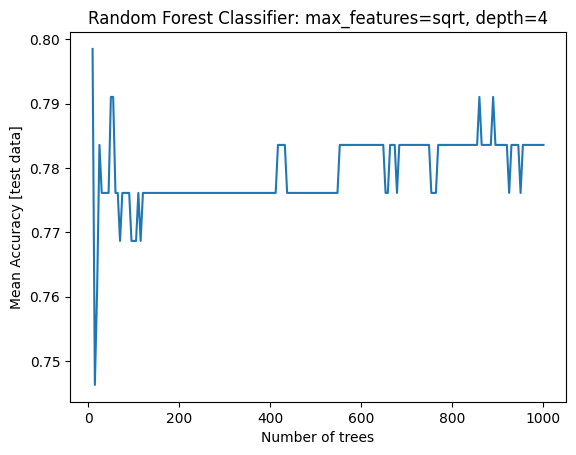 Random Forest Classifier: max_features=sqrt, depth=4
0.80
0.79
0.78
0.77
0.76
0.75
Mean Accuracy [test data]
0 200 400 600 800 1000
Number of trees